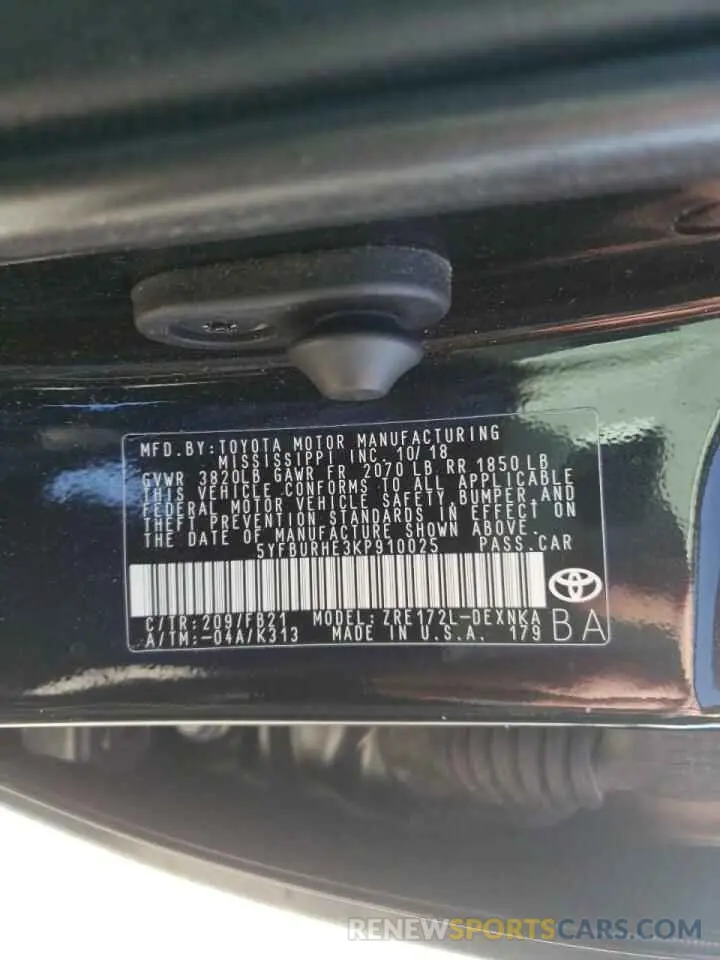 MFD.BY:TOYOTA MOTOR MANUFACTURING
MISSISSIPPI INC. 10/18
GVWR 3820LB GAWR FR 2070 LB RR 1850 LB
THIS VEHICLE CONFORMS TO ALL APPLICABLE
FEDERAL MOTOR VEHICLE SAFETY, BUMPER, AND
THEFT PREVENTION STANDARDS IN EFFECT ON
THE DATE OF MANUFACTURE SHOWN ABOVE.
5YFBURHE3KP910025 PASS.CAR
C/TR:209/FB21 MODEL:ZRE172L-DEXNKA
A/TM:-04A/K313 MADE IN U.S.A. 179
BA
RENEWSPORTSCARS.COM